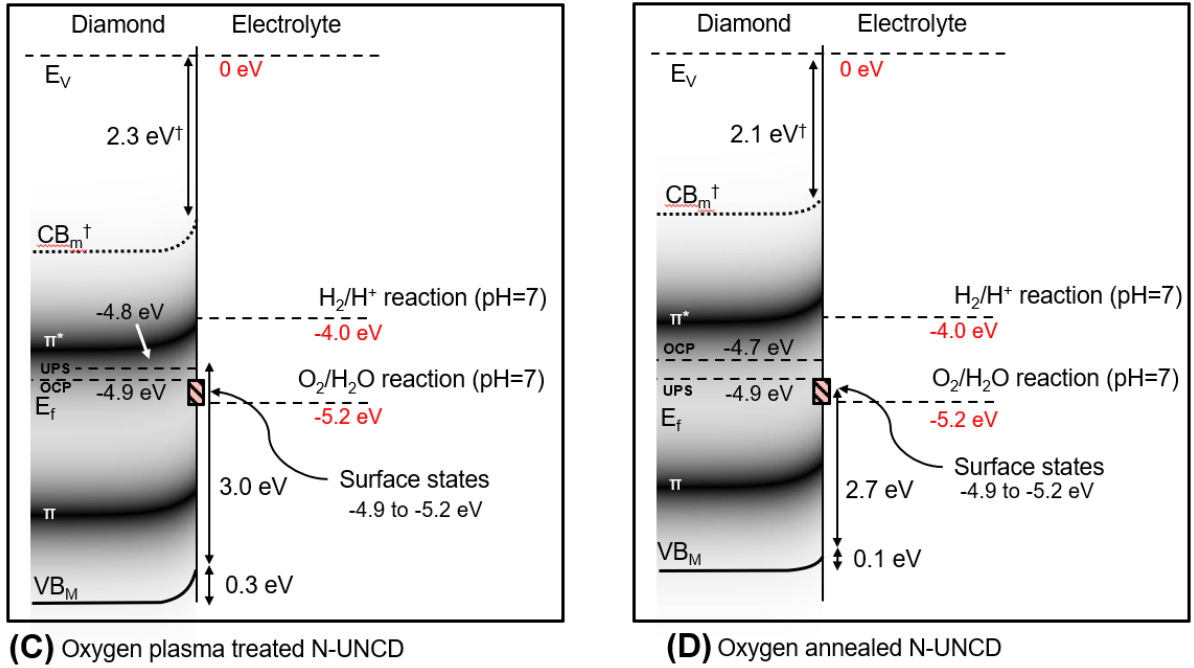 Diamond Electrolyte
0 eV
E_V
2.3 eV†
CB_m†
-4.8 eV
H₂/H⁺ reaction (pH=7)
-4.0 eV
π*
UPS
OCP
-4.9 eV
E_f
O₂/H₂O reaction (pH=7)
-5.2 eV
Surface states
-4.9 to -5.2 eV
3.0 eV
π
VB_M
0.3 eV
(C) Oxygen plasma treated N-UNCD
Diamond Electrolyte
0 eV
E_V
2.1 eV†
CB_m†
H₂/H⁺ reaction (pH=7)
-4.0 eV
π*
OCP -4.7 eV
UPS -4.9 eV
E_f
O₂/H₂O reaction (pH=7)
-5.2 eV
Surface states
-4.9 to -5.2 eV
π
2.7 eV
VB_M
0.1 eV
(D) Oxygen annealed N-UNCD